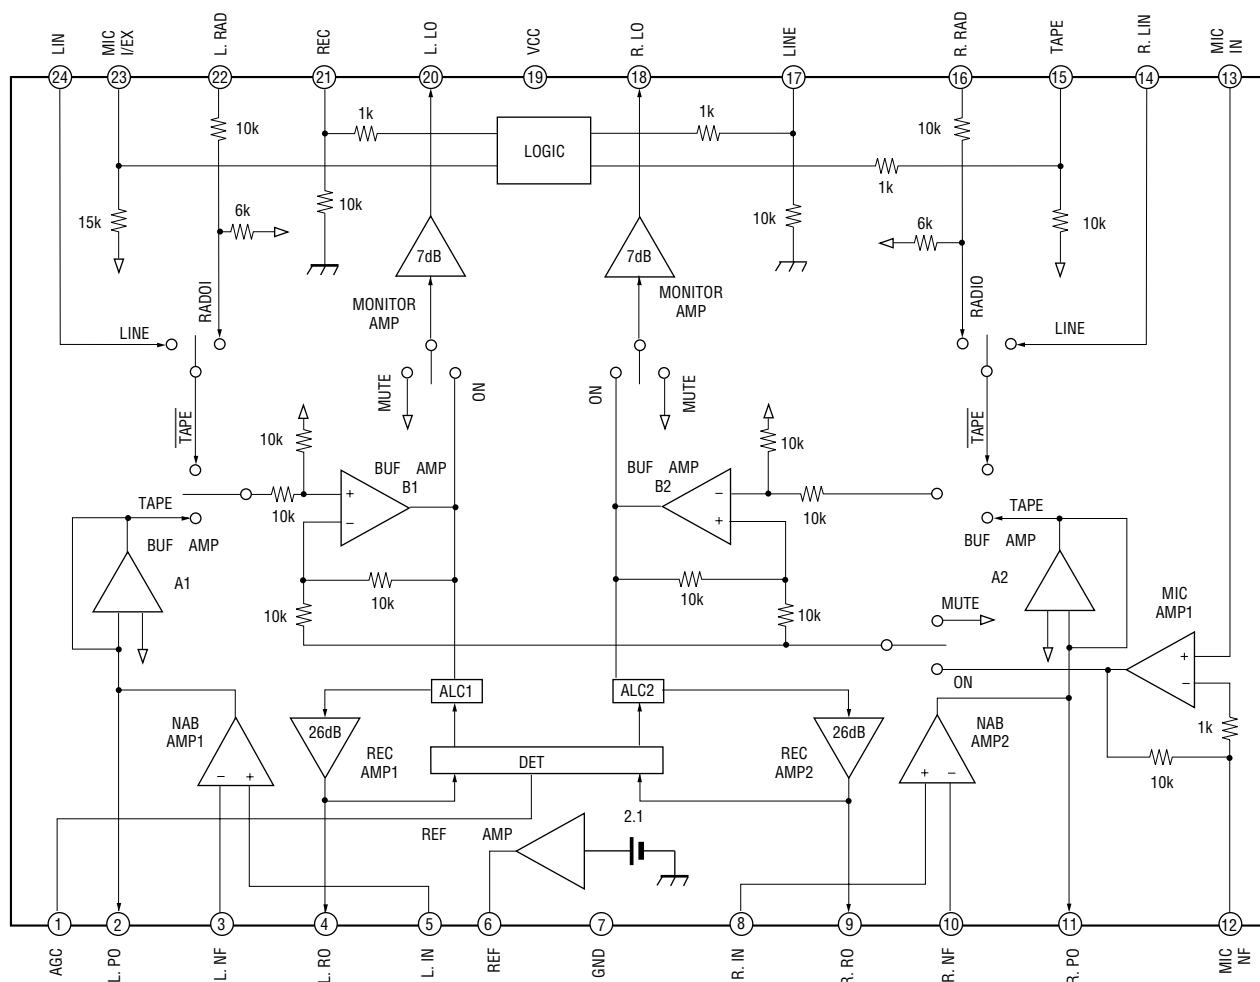 LIN
MIC
I/EX
L. RAD
REC
L. LO
VCC
R. LO
LINE
R. RAD
TAPE
R. LIN
MIC
IN
24
23
22
21
20
19
18
17
16
15
14
13
10k
1k
1k
10k
LOGIC
1k
15k
6k
10k
7dB
7dB
10k
6k
10k
RADOI
MONITOR
AMP
MONITOR
AMP
RADIO
LINE
LINE
MUTE
ON
ON
MUTE
TAPE
TAPE
10k
10k
BUF AMP
B1
BUF AMP
B2
+
−
−
+
TAPE
10k
10k
TAPE
BUF AMP
A1
BUF AMP
A2
10k
10k
10k
10k
MUTE
MIC
AMP1
+
−
ON
ALC1
ALC2
NAB
AMP1
26dB
REC
AMP1
DET
REC
AMP2
26dB
NAB
AMP2
1k
10k
− +
+ −
REF AMP
2.1
1
2
3
4
5
6
7
8
9
10
11
12
AGC
L. PO
L. NF
L. RO
L. IN
REF
GND
R. IN
R. RO
R. NF
R. PO
MIC
NF